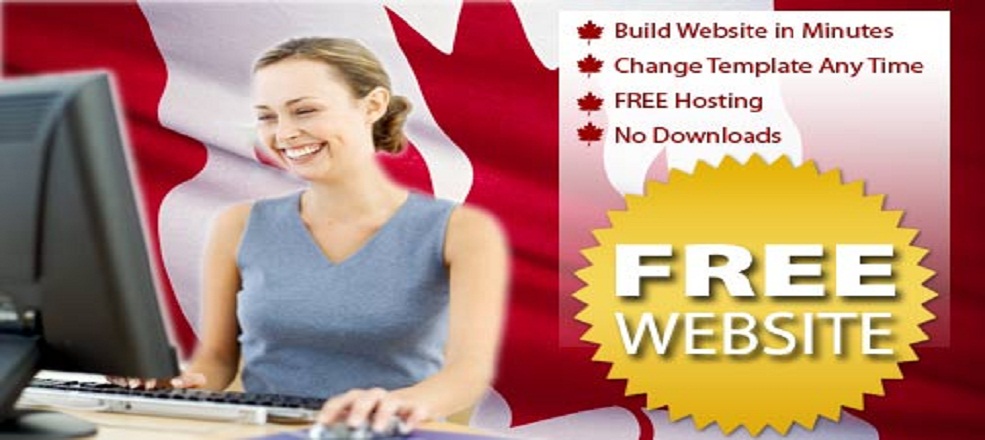 Build Website in Minutes
Change Template Any Time
FREE Hosting
No Downloads
FREE
WEBSITE